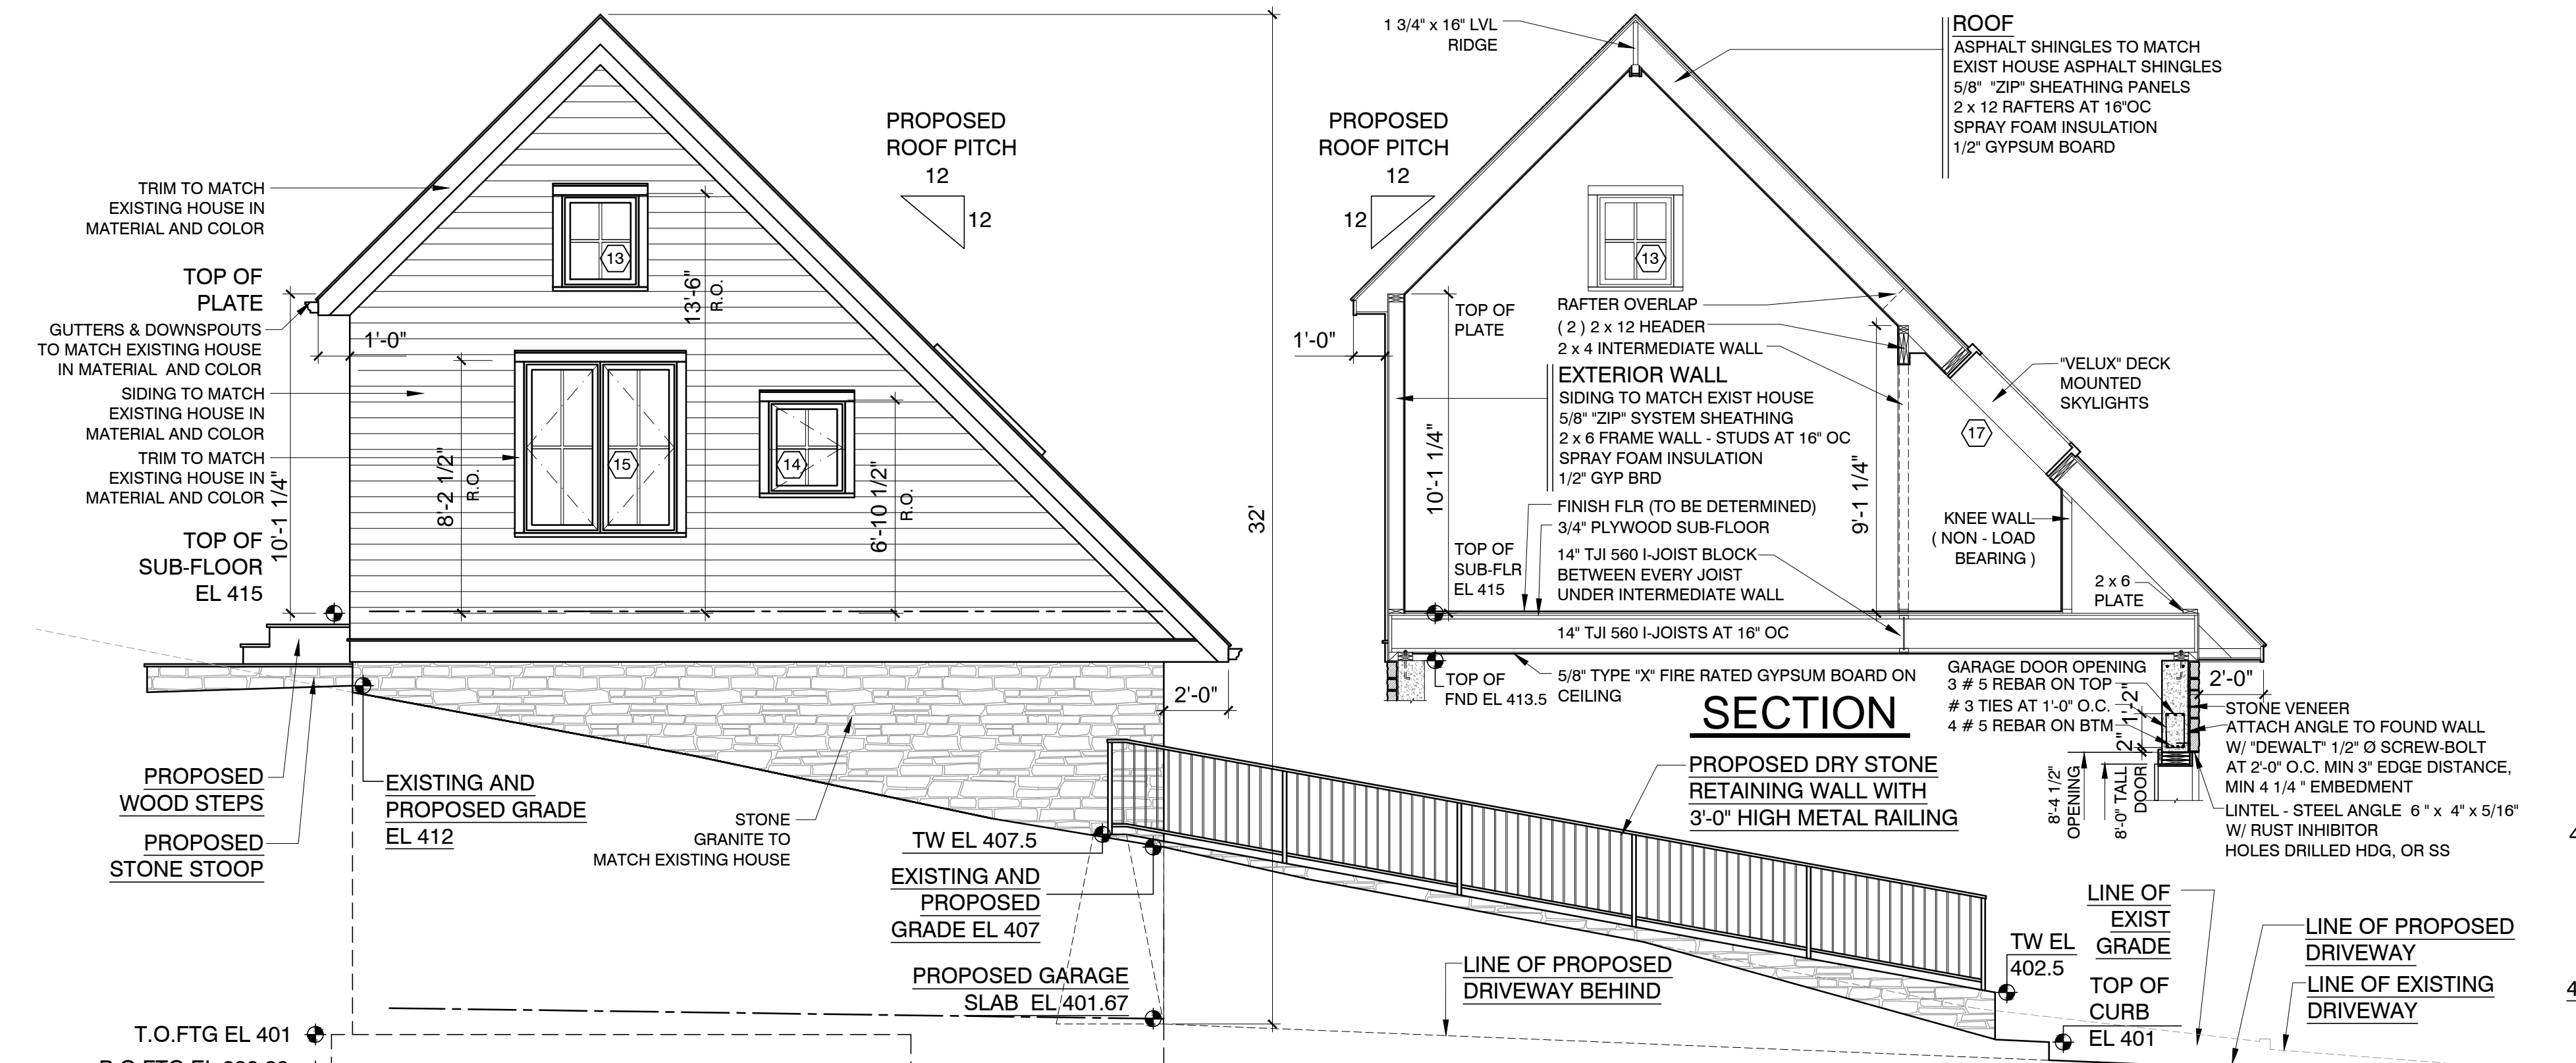 PROPOSED
ROOF PITCH
12
12
TRIM TO MATCH
EXISTING HOUSE IN
MATERIAL AND COLOR
TOP OF
PLATE
GUTTERS & DOWNSPOUTS
TO MATCH EXISTING HOUSE
IN MATERIAL AND COLOR
SIDING TO MATCH
EXISTING HOUSE IN
MATERIAL AND COLOR
TRIM TO MATCH
EXISTING HOUSE IN
MATERIAL AND COLOR
10'-1 1/4"
TOP OF
SUB-FLOOR
EL 415
1'-0"
13
13'-6"
R.O.
15
8'-2 1/2"
R.O.
14
6'-10 1/2"
R.O.
32'
2'-0"
PROPOSED
WOOD STEPS
PROPOSED
STONE STOOP
EXISTING AND
PROPOSED GRADE
EL 412
STONE
GRANITE TO
MATCH EXISTING HOUSE
TW EL 407.5
EXISTING AND
PROPOSED
GRADE EL 407
PROPOSED GARAGE
SLAB EL 401.67
T.O.FTG EL 401
1 3/4" x 16" LVL
RIDGE
PROPOSED
ROOF PITCH
12
12
ROOF
ASPHALT SHINGLES TO MATCH
EXIST HOUSE ASPHALT SHINGLES
5/8" "ZIP" SHEATHING PANELS
2 x 12 RAFTERS AT 16"OC
SPRAY FOAM INSULATION
1/2" GYPSUM BOARD
13
1'-0"
TOP OF
PLATE
RAFTER OVERLAP
( 2 ) 2 x 12 HEADER
2 x 4 INTERMEDIATE WALL
EXTERIOR WALL
SIDING TO MATCH EXIST HOUSE
5/8" "ZIP" SYSTEM SHEATHING
2 x 6 FRAME WALL - STUDS AT 16" OC
SPRAY FOAM INSULATION
1/2" GYP BRD
10'-1 1/4"
9'-1 1/4"
"VELUX" DECK
MOUNTED
SKYLIGHTS
17
FINISH FLR (TO BE DETERMINED)
3/4" PLYWOOD SUB-FLOOR
TOP OF
SUB-FLR
EL 415
14" TJI 560 I-JOIST BLOCK
BETWEEN EVERY JOIST
UNDER INTERMEDIATE WALL
KNEE WALL
( NON - LOAD
BEARING )
2 x 6
PLATE
14" TJI 560 I-JOISTS AT 16" OC
TOP OF
FND EL 413.5
5/8" TYPE "X" FIRE RATED GYPSUM BOARD ON
CEILING
SECTION
GARAGE DOOR OPENING
3 # 5 REBAR ON TOP
# 3 TIES AT 1'-0" O.C.
4 # 5 REBAR ON BTM
1'-2"
2"
2'-0"
8'-4 1/2"
OPENING
8'-0" TALL
DOOR
STONE VENEER
ATTACH ANGLE TO FOUND WALL
W/ "DEWALT" 1/2" Ø SCREW-BOLT
AT 2'-0" O.C. MIN 3" EDGE DISTANCE,
MIN 4 1/4 " EMBEDMENT
LINTEL - STEEL ANGLE 6 " x 4" x 5/16"
W/ RUST INHIBITOR
HOLES DRILLED HDG, OR SS
PROPOSED DRY STONE
RETAINING WALL WITH
3'-0" HIGH METAL RAILING
LINE OF PROPOSED
DRIVEWAY BEHIND
TW EL
402.5
LINE OF
EXIST
GRADE
TOP OF
CURB
EL 401
LINE OF PROPOSED
DRIVEWAY
LINE OF EXISTING
DRIVEWAY